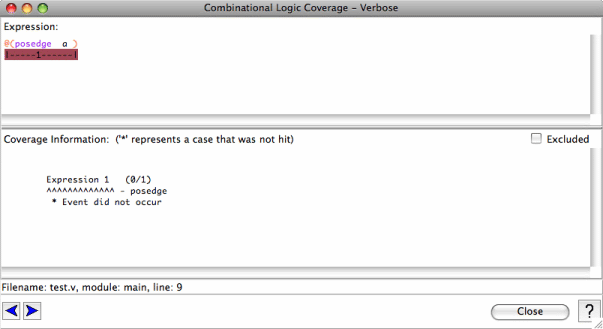 Combinational Logic Coverage – Verbose
Expression:
@(posedge  a )
|-----1------|
Coverage Information:  ('*' represents a case that was not hit)
Excluded
Expression 1   (0/1)
^^^^^^^^^^^^^ - posedge
* Event did not occur
Filename: test.v, module: main, line: 9
Close
?